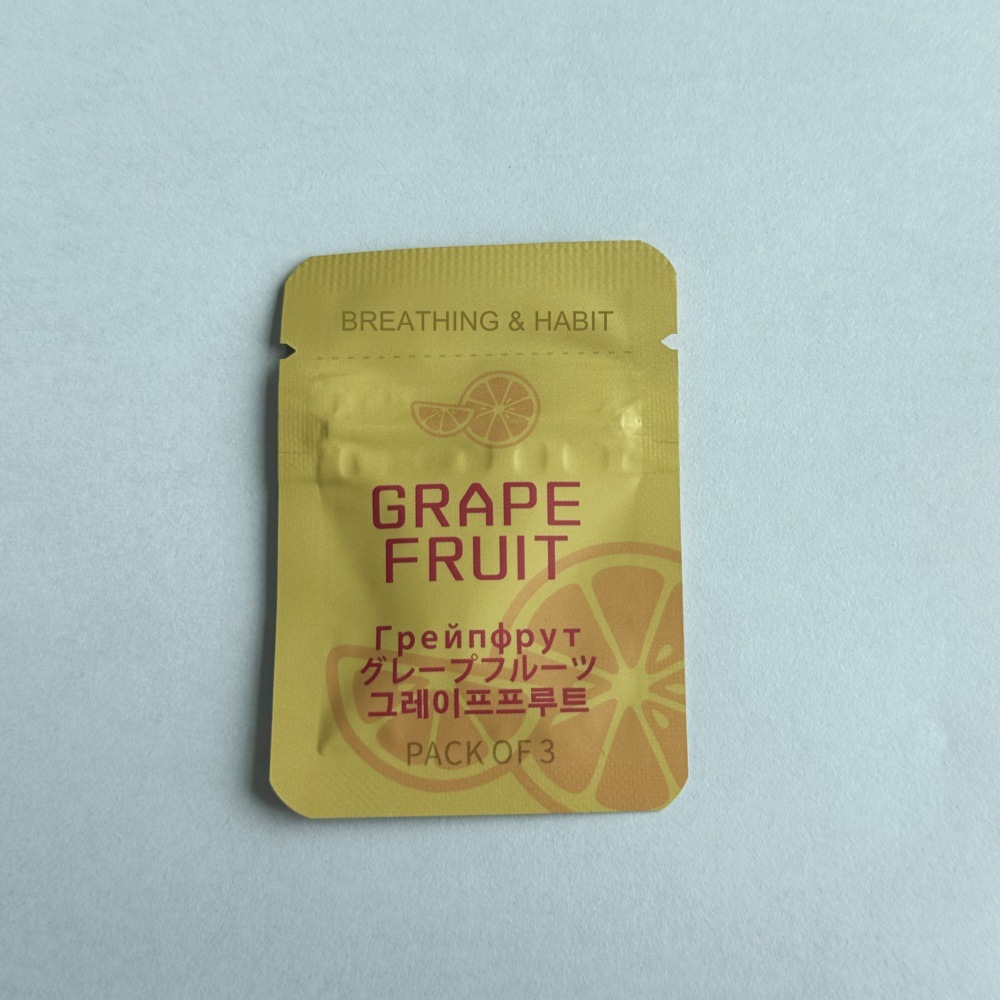 BREATHING & HABIT
GRAPE
FRUIT
Грейпфрут
グレープフルーツ
그레이프프루트
PACK OF 3